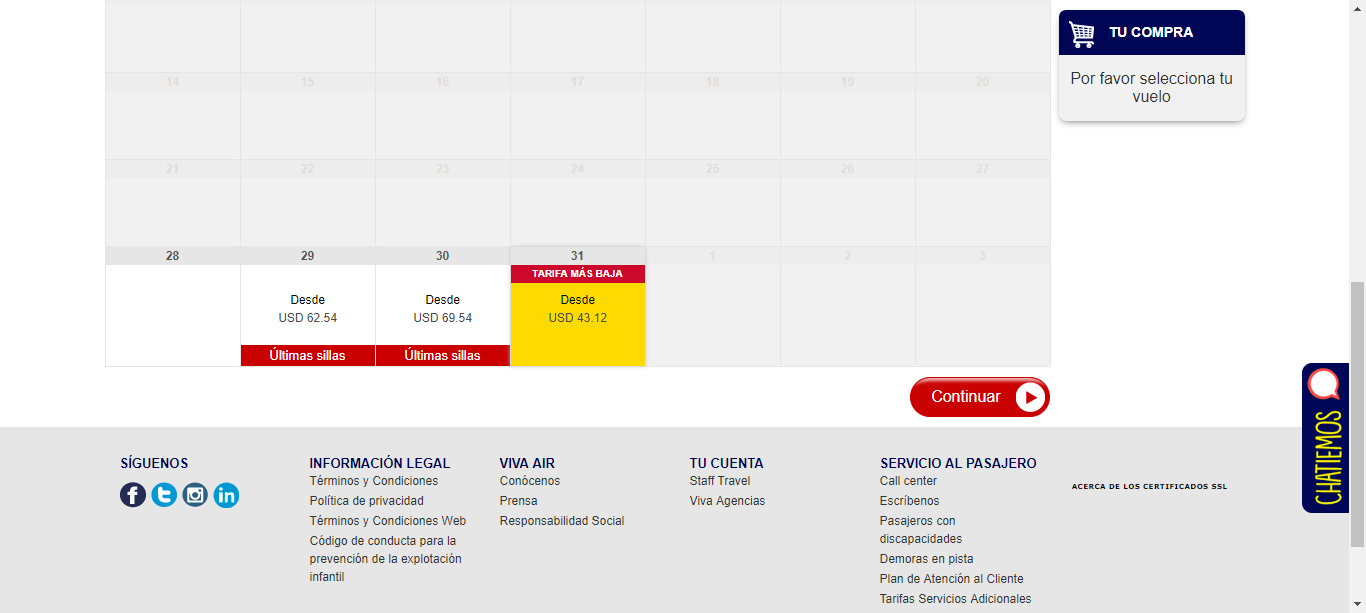 TU COMPRA
Por favor selecciona tu
vuelo
14 15 16 17 18 19 20
21 22 23 24 25 26 27
28 29 30 31 1 2 3
TARIFA MÁS BAJA
Desde Desde Desde
USD 62.54 USD 69.54 USD 43.12
Últimas sillas Últimas sillas
Continuar
CHATIEMOS
SÍGUENOS
INFORMACIÓN LEGAL
Términos y Condiciones
Política de privacidad
Términos y Condiciones Web
Código de conducta para la
prevención de la explotación
infantil
VIVA AIR
Conócenos
Prensa
Responsabilidad Social
TU CUENTA
Staff Travel
Viva Agencias
SERVICIO AL PASAJERO
Call center
Escríbenos
Pasajeros con
discapacidades
Demoras en pista
Plan de Atención al Cliente
Tarifas Servicios Adicionales
ACERCA DE LOS CERTIFICADOS SSL